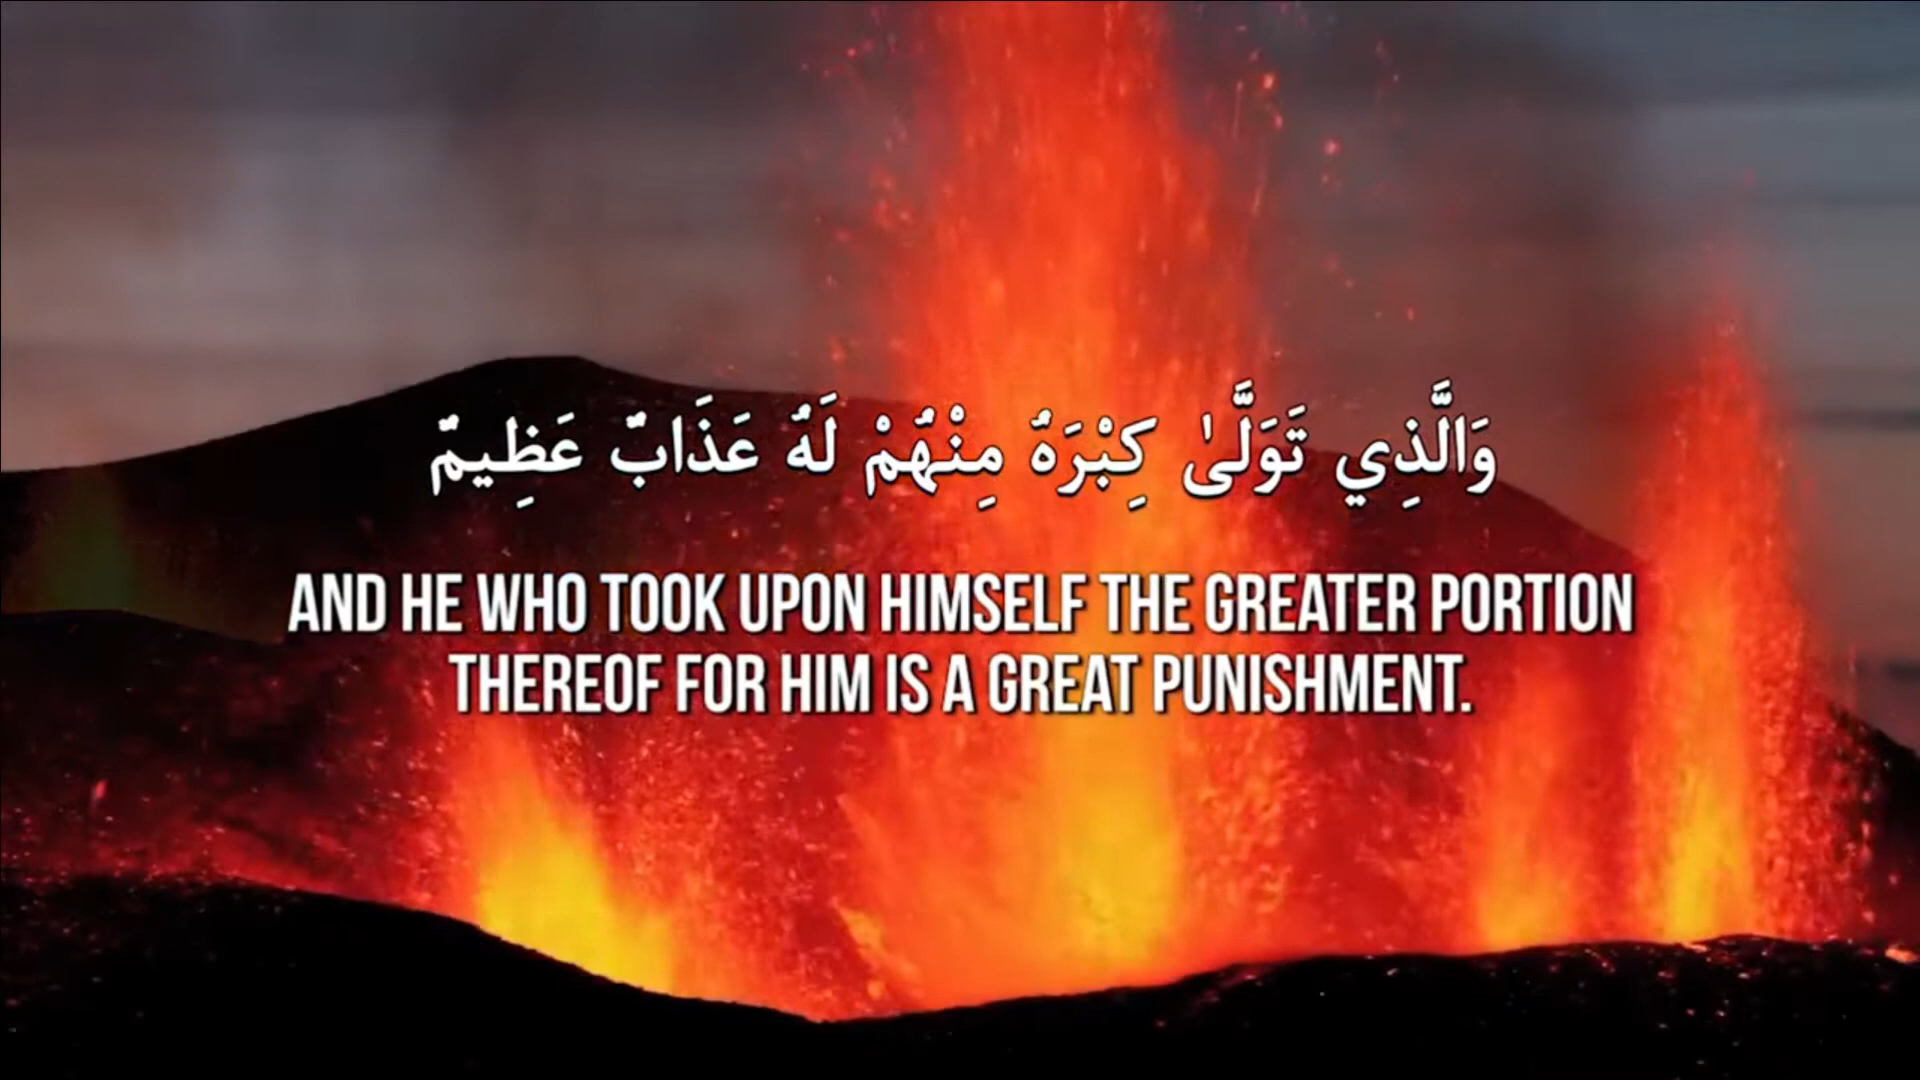 وَالَّذِي تَوَلَّىٰ كِبْرَهُ مِنْهُمْ لَهُ عَذَابٌ عَظِيمٌ
AND HE WHO TOOK UPON HIMSELF THE GREATER PORTION
THEREOF FOR HIM IS A GREAT PUNISHMENT.